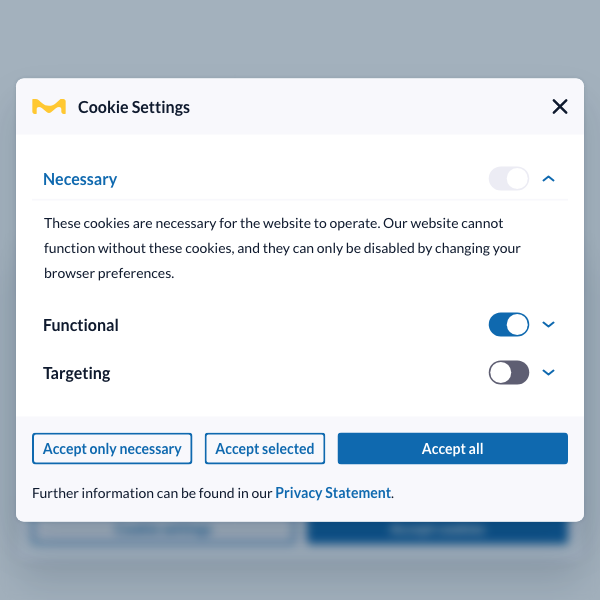 Cookie Settings
Necessary
These cookies are necessary for the website to operate. Our website cannot
function without these cookies, and they can only be disabled by changing your
browser preferences.
Functional
Targeting
Accept only necessary
Accept selected
Accept all
Further information can be found in our Privacy Statement.